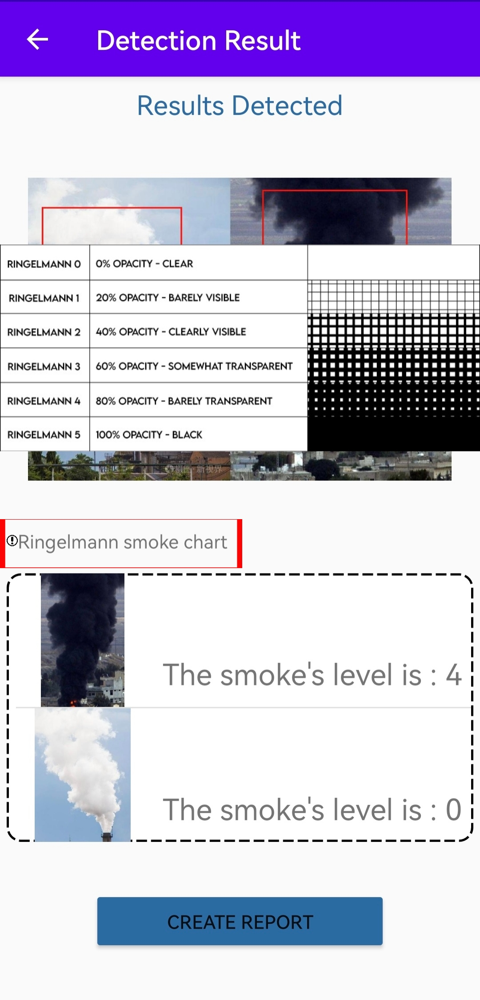 Detection Result
Results Detected
RINGELMANN 0 0% OPACITY - CLEAR
RINGELMANN 1 20% OPACITY - BARELY VISIBLE
RINGELMANN 2 40% OPACITY - CLEARLY VISIBLE
RINGELMANN 3 60% OPACITY - SOMEWHAT TRANSPARENT
RINGELMANN 4 80% OPACITY - BARELY TRANSPARENT
RINGELMANN 5 100% OPACITY - BLACK
摄图·新视界
Ringelmann smoke chart
The smoke's level is : 4
The smoke's level is : 0
CREATE REPORT